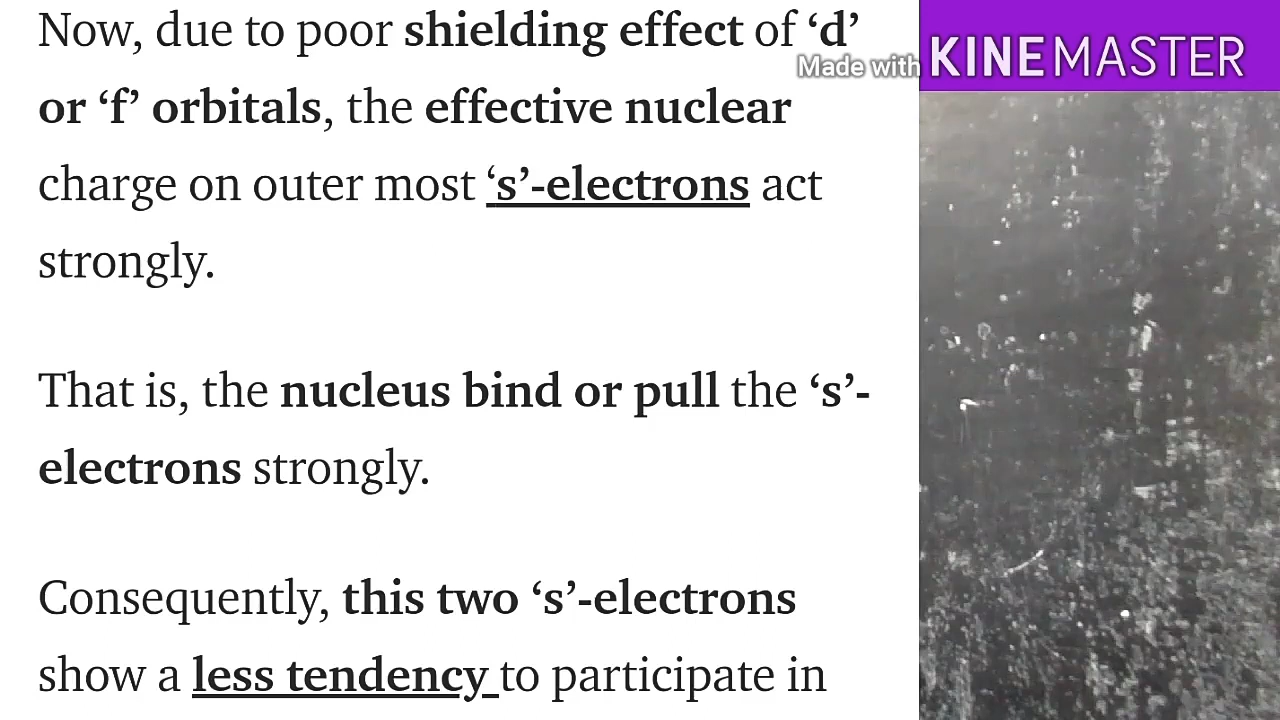 Now, due to poor shielding effect of ‘d’
or ‘f’ orbitals, the effective nuclear
charge on outer most ‘s’-electrons act
strongly.
That is, the nucleus bind or pull the ‘s’-
electrons strongly.
Consequently, this two ‘s’-electrons
show a less tendency to participate in
Made with KINEMASTER